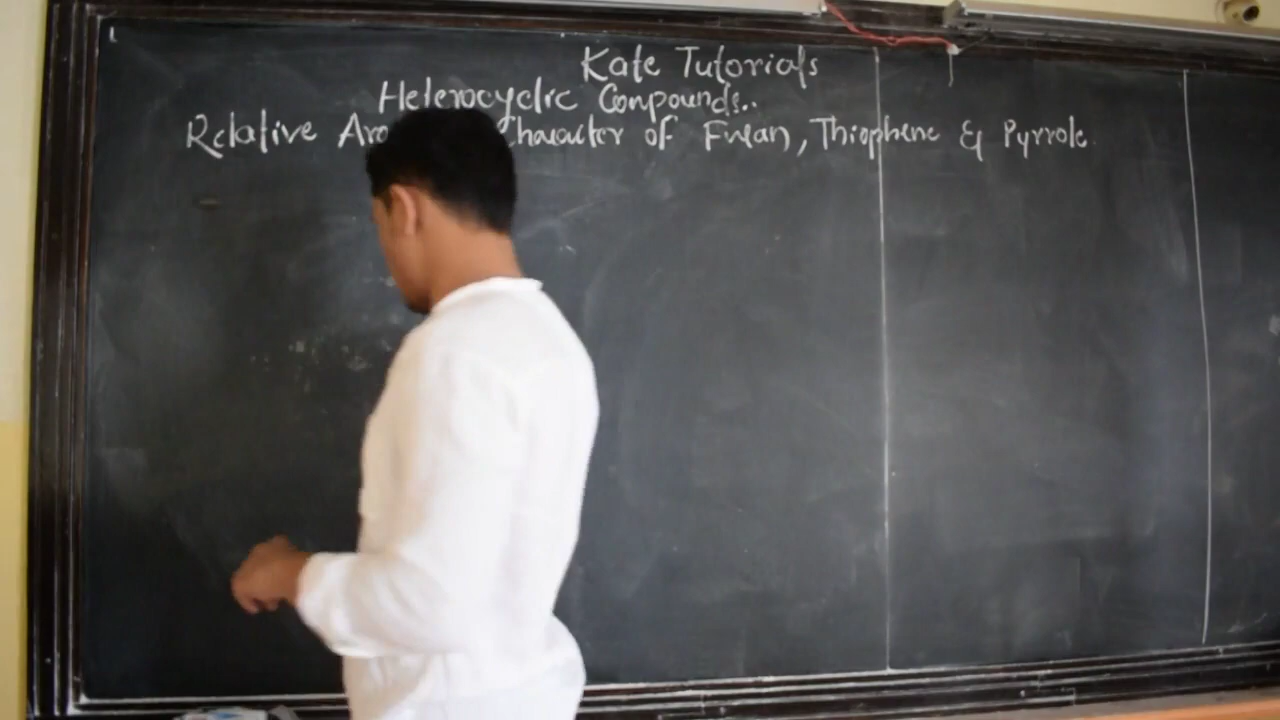 Kate Tutorials
Heterocyclic Compounds..
Relative Aro Character of Furan, Thiophene & Pyrrole.